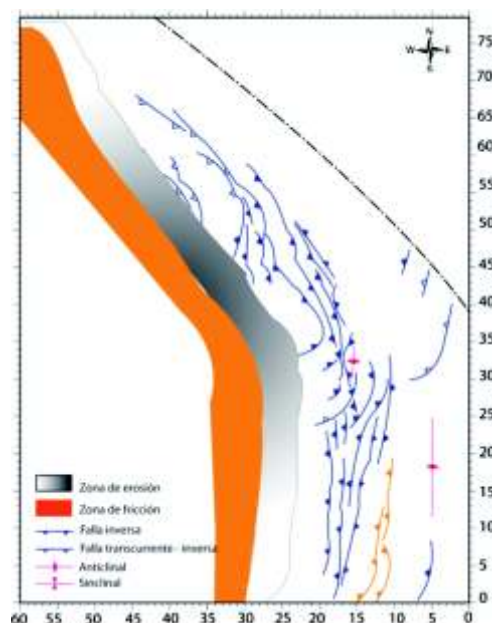 N
W E
S
75
70
65
60
55
50
45
40
35
30
25
20
15
10
5
0
Zona de erosión
Zona de fricción
Falla inversa
Falla transcurrente - inversa
Anticlinal
Sinclinal
60 55 50 45 40 35 30 25 20 15 10 5 0